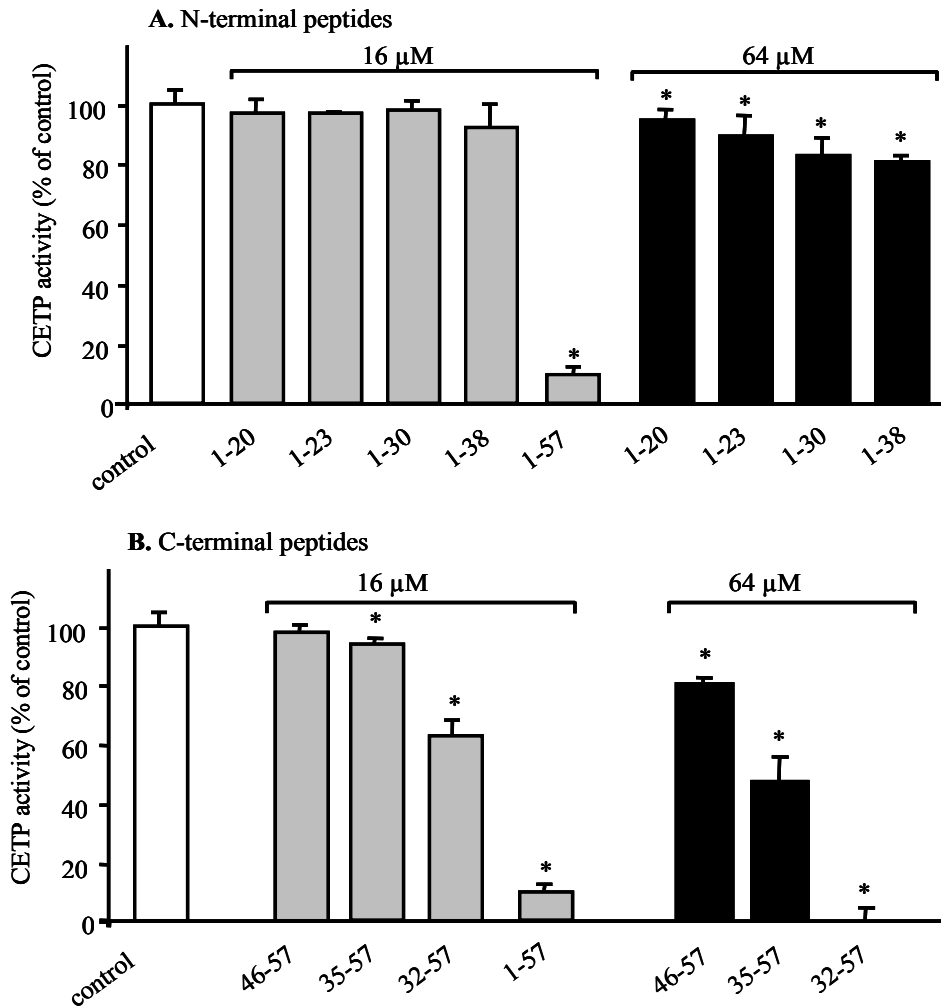 A. N-terminal peptides
16 µM
64 µM
CETP activity (% of control)
100
80
60
40
20
0
* * * * *
control
1-20
1-23
1-30
1-38
1-57
1-20
1-23
1-30
1-38
B. C-terminal peptides
16 µM
64 µM
CETP activity (% of control)
100
80
60
40
20
0
* * * * * *
control
46-57
35-57
32-57
1-57
46-57
35-57
32-57